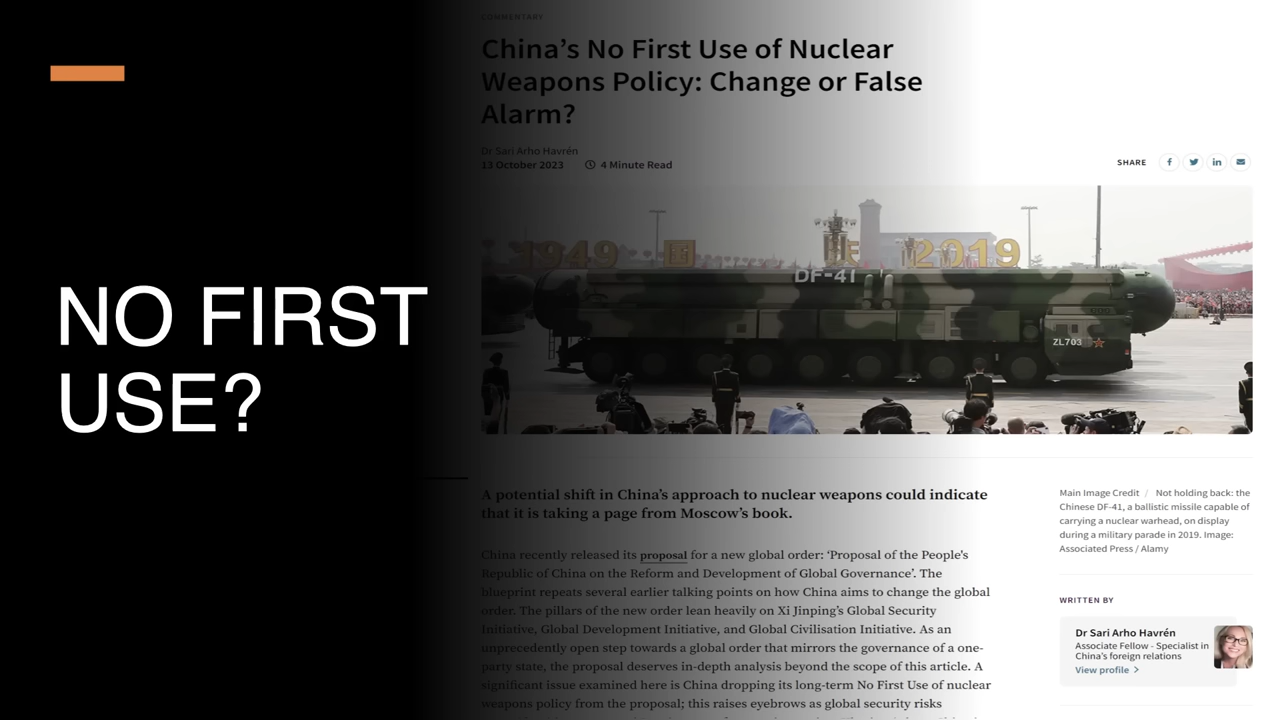 NO FIRST
USE?
COMMENTARY
China’s No First Use of Nuclear
Weapons Policy: Change or False
Alarm?
Dr Sari Arho Havrén
13 October 2023 4 Minute Read
SHARE
1949 国 庆 2019
DF-41
ZL703
A potential shift in China’s approach to nuclear weapons could indicate
that it is taking a page from Moscow’s book.
China recently released its proposal for a new global order: ‘Proposal of the People’s
Republic of China on the Reform and Development of Global Governance’. The
blueprint repeats several earlier talking points on how China aims to change the global
order. The pillars of the new order lean heavily on Xi Jinping’s Global Security
Initiative, Global Development Initiative, and Global Civilisation Initiative. As an
unprecedently open step towards a global order that mirrors the governance of a one-
party state, the proposal deserves in-depth analysis beyond the scope of this article. A
significant issue examined here is China dropping its long-term No First Use of nuclear
weapons policy from the proposal; this raises eyebrows as global security risks
Main Image Credit / Not holding back: the
Chinese DF-41, a ballistic missile capable of
carrying a nuclear warhead, on display
during a military parade in 2019. Image:
Associated Press / Alamy
WRITTEN BY
Dr Sari Arho Havrén
Associate Fellow - Specialist in
China’s foreign relations
View profile